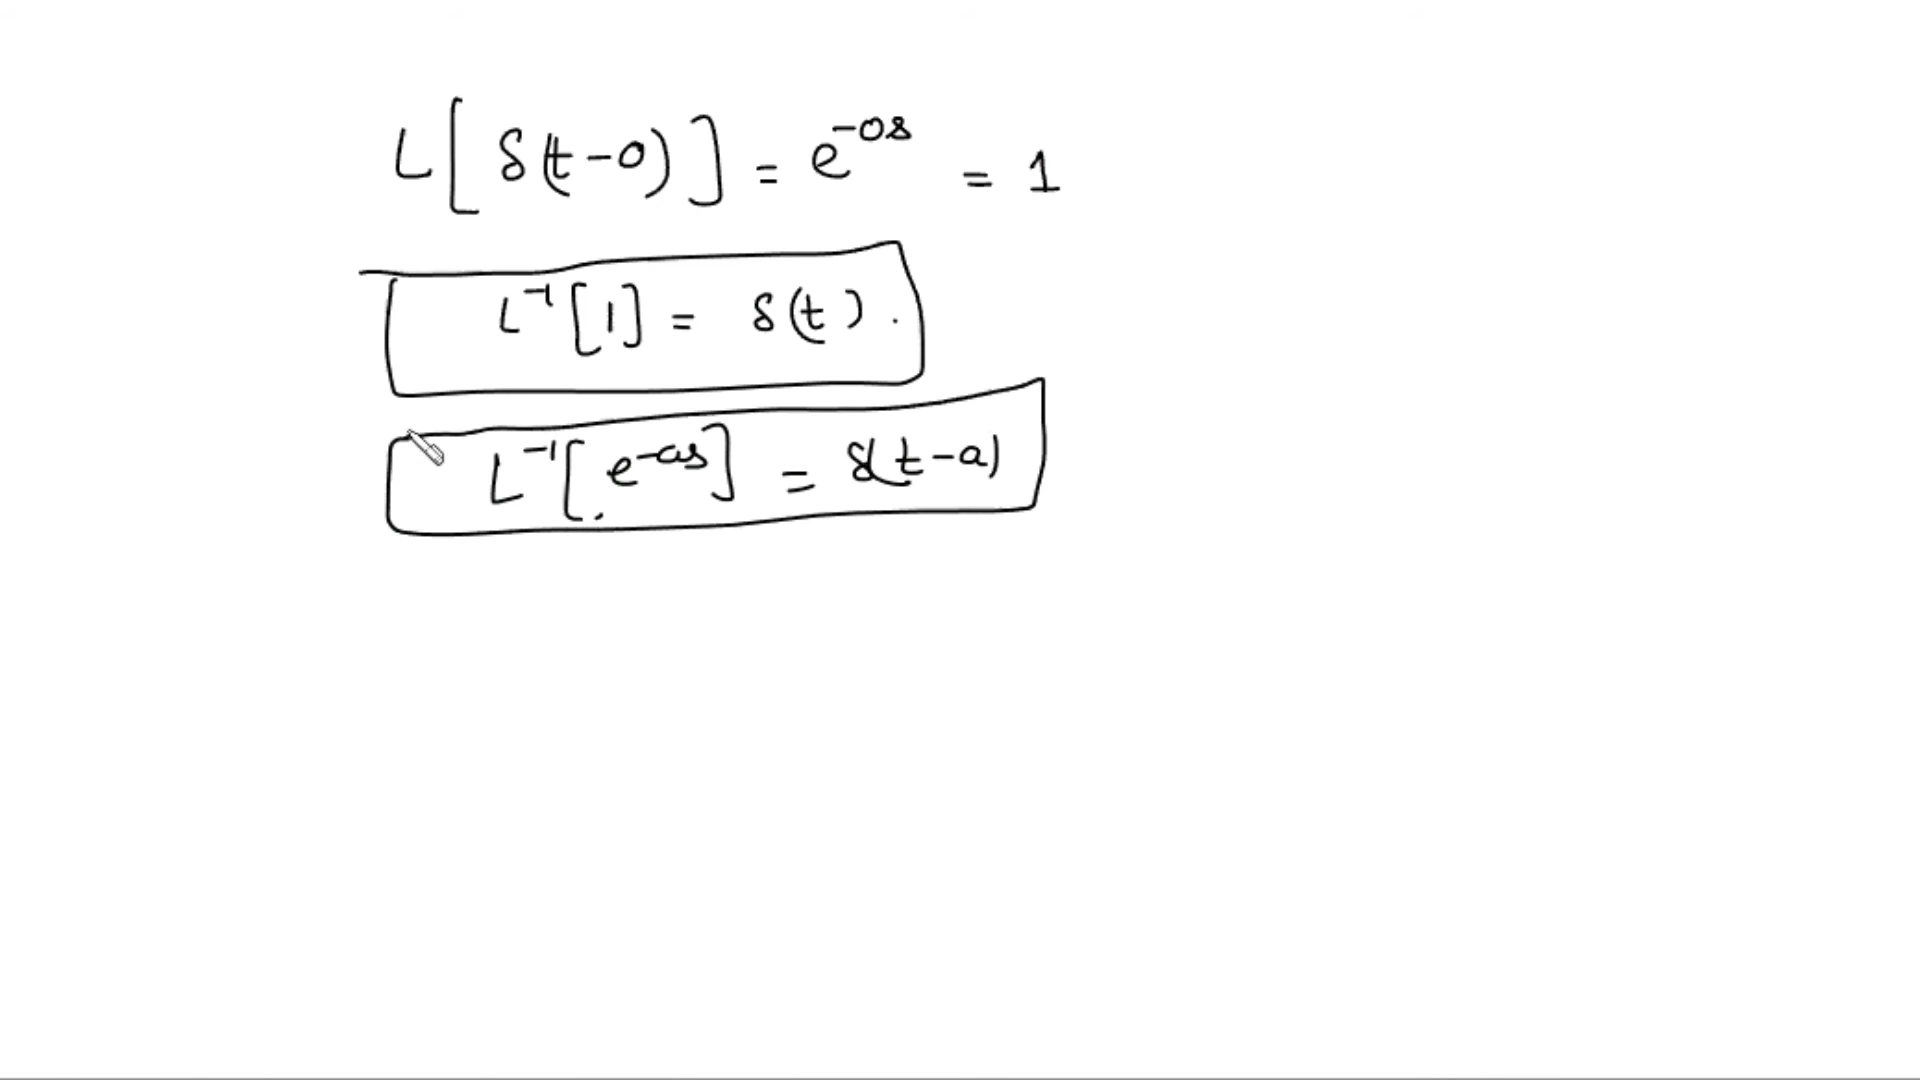 L[δ(t-0)] = e^{-0s} = 1
L^{-1}[1] = δ(t).
L^{-1}[e^{-as}] = δ(t-a)